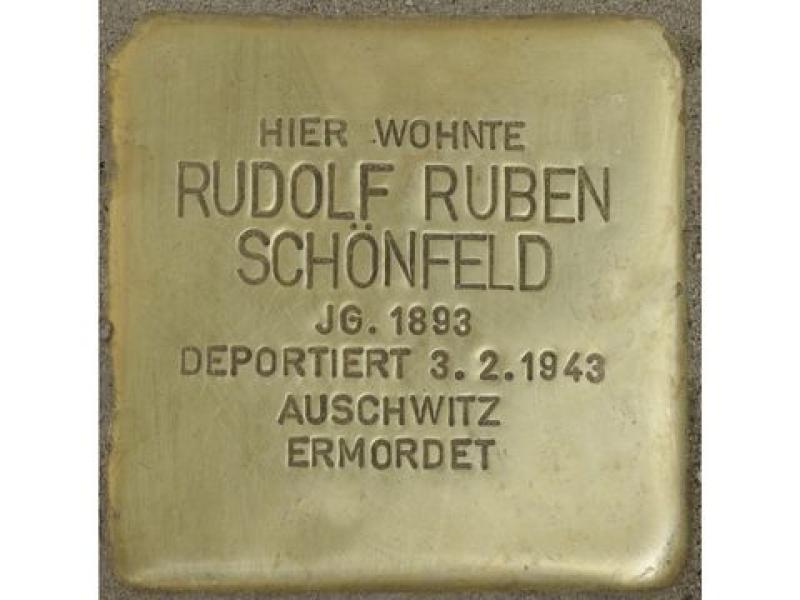 HIER WOHNTE
RUDOLF RUBEN
SCHÖNFELD
JG. 1893
DEPORTIERT 3.2.1943
AUSCHWITZ
ERMORDET